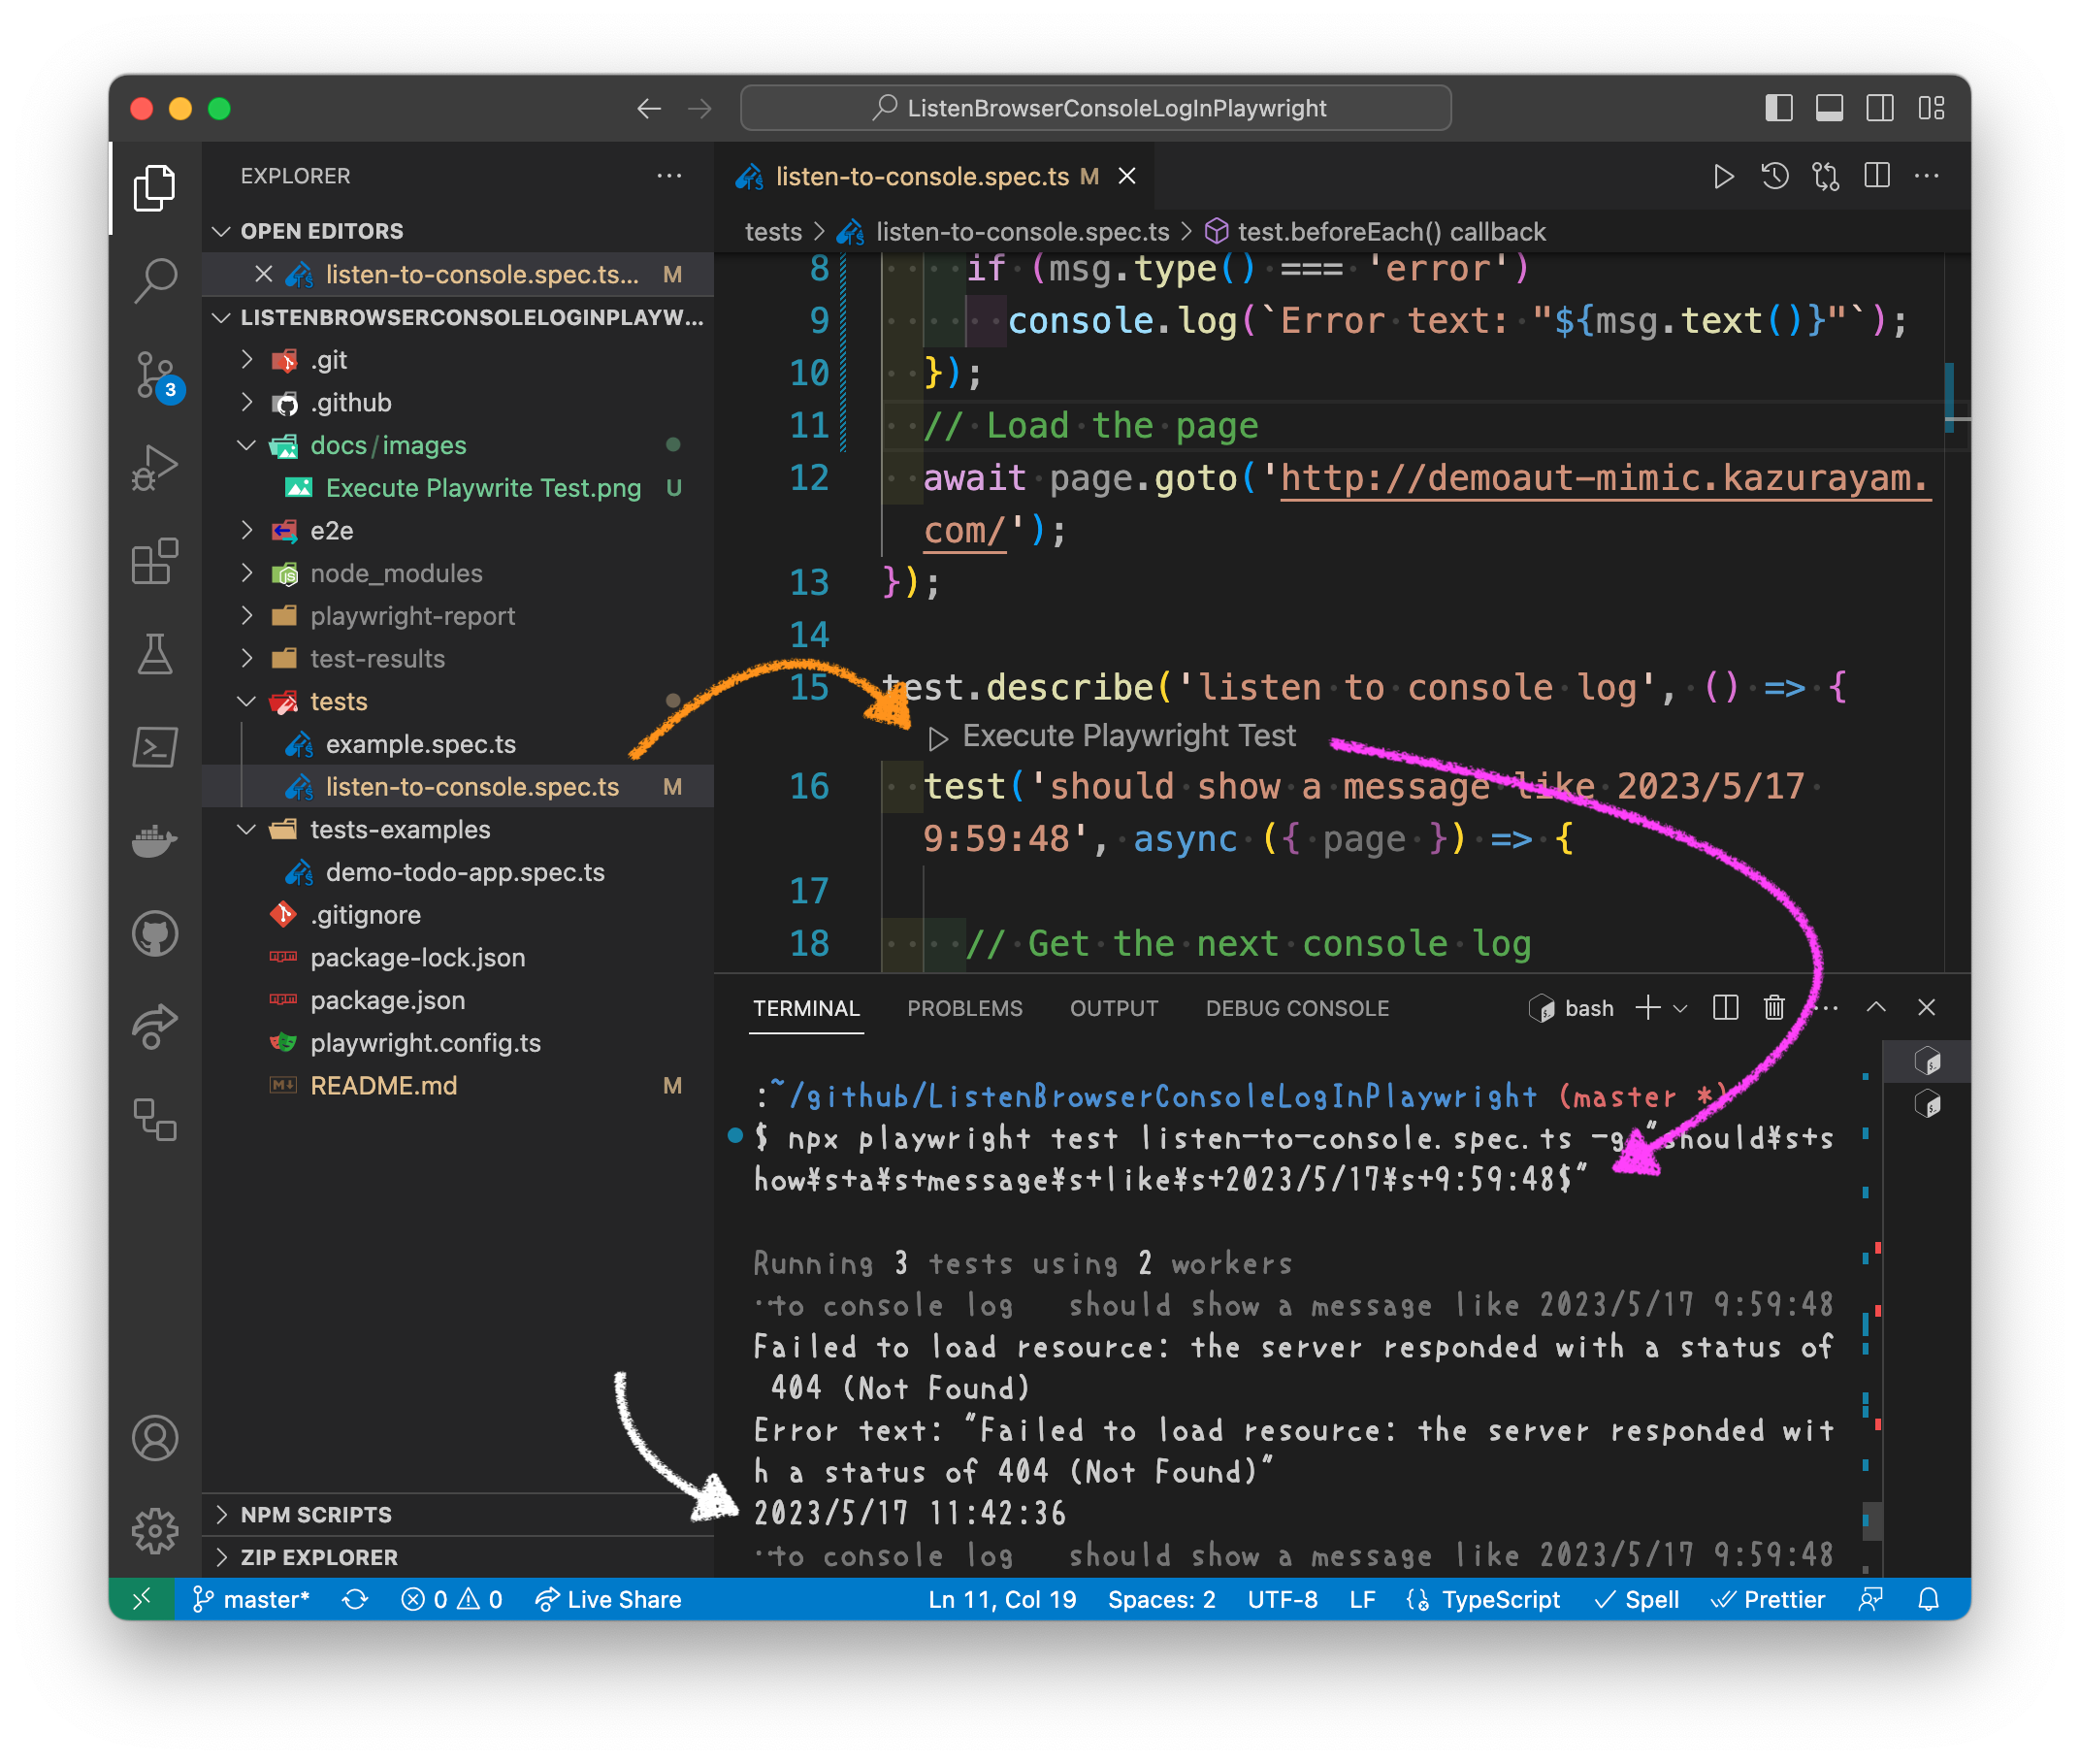 ListenBrowserConsoleLogInPlaywright
EXPLORER
OPEN EDITORS
listen-to-console.spec.ts... M
LISTENBROWSERCONSOLELOGINPLAYW...
.git
.github
docs/images
Execute Playwrite Test.png U
e2e
node_modules
playwright-report
test-results
tests
example.spec.ts
listen-to-console.spec.ts M
tests-examples
demo-todo-app.spec.ts
.gitignore
package-lock.json
package.json
playwright.config.ts
README.md M
NPM SCRIPTS
ZIP EXPLORER
3
listen-to-console.spec.ts M
tests > listen-to-console.spec.ts > test.beforeEach() callback
8 if (msg.type() === 'error')
9 console.log(`Error text: "${msg.text()}"`);
10 });
11 // Load the page
12 await page.goto('http://demoaut-mimic.kazurayam.
com/');
13 });
14
15 test.describe('listen to console log', () => {
Execute Playwright Test
16 test('should show a message like 2023/5/17
9:59:48', async ({ page }) => {
17
18 // Get the next console log
TERMINAL PROBLEMS OUTPUT DEBUG CONSOLE bash
:~/github/ListenBrowserConsoleLogInPlaywright (master *)
$ npx playwright test listen-to-console.spec.ts -g "should¥s+s
how¥s+a¥s+message¥s+like¥s+2023/5/17¥s+9:59:48$"
Running 3 tests using 2 workers
…to console log should show a message like 2023/5/17 9:59:48
Failed to load resource: the server responded with a status of
404 (Not Found)
Error text: "Failed to load resource: the server responded wit
h a status of 404 (Not Found)"
2023/5/17 11:42:36
…to console log should show a message like 2023/5/17 9:59:48
master* 0 0 Live Share Ln 11, Col 19 Spaces: 2 UTF-8 LF TypeScript Spell Prettier